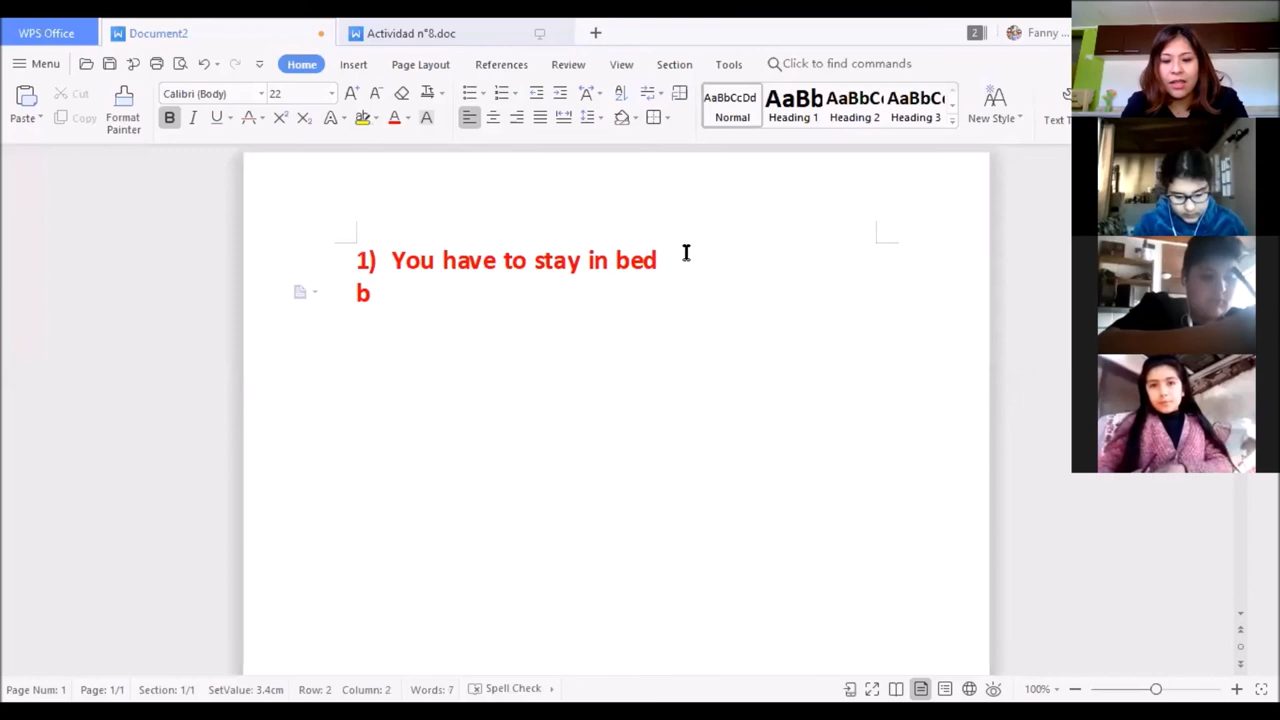 WPS Office
Document2
Actividad n°8.doc
2
Fanny ...
Menu
Home
Insert
Page Layout
References
Review
View
Section
Tools
Click to find commands
Paste
Cut
Copy
Format
Painter
Calibri (Body)
22
AaBbCcDd
Normal
AaBb
Heading 1
AaBbC
Heading 2
AaBbC
Heading 3
New Style
Text T
1) You have to stay in bed
b
Page Num: 1
Page: 1/1
Section: 1/1
SetValue: 3.4cm
Row: 2
Column: 2
Words: 7
Spell Check
100%